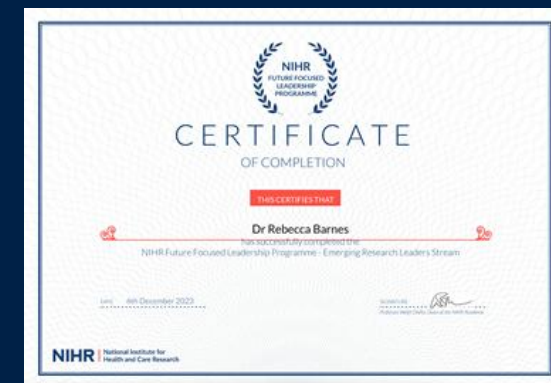 NIHR
FUTURE FOCUSED
LEADERSHIP
PROGRAMME
CERTIFICATE
OF COMPLETION
THIS CERTIFIES THAT
Dr Rebecca Barnes
has successfully completed the
NIHR Future Focused Leadership Programme - Emerging Research Leaders Stream
DATE 6th December 2023
SIGNATURE
NIHR National Institute for
Health and Care Research